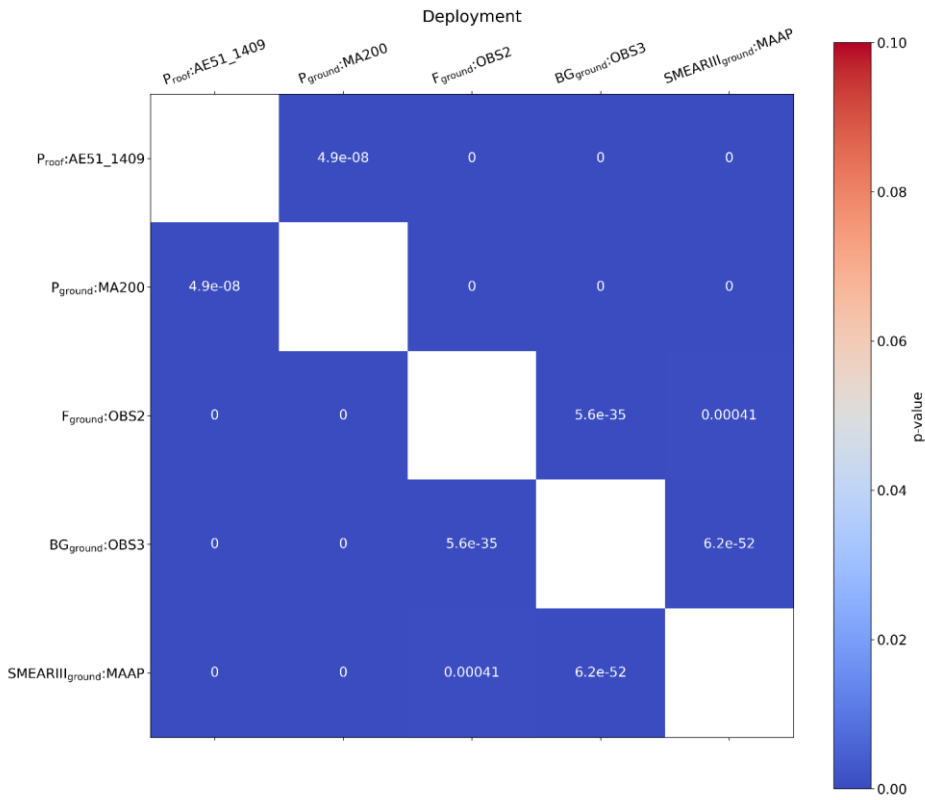 Deployment
P_roof:AE51_1409 P_ground:MA200 F_ground:OBS2 BG_ground:OBS3 SMEARIII_ground:MAAP
P_roof:AE51_1409 4.9e-08 0 0 0
P_ground:MA200 4.9e-08 0 0 0
F_ground:OBS2 0 0 5.6e-35 0.00041
BG_ground:OBS3 0 0 5.6e-35 6.2e-52
SMEARIII_ground:MAAP 0 0 0.00041 6.2e-52
0.10
0.08
0.06
0.04
0.02
0.00
p-value